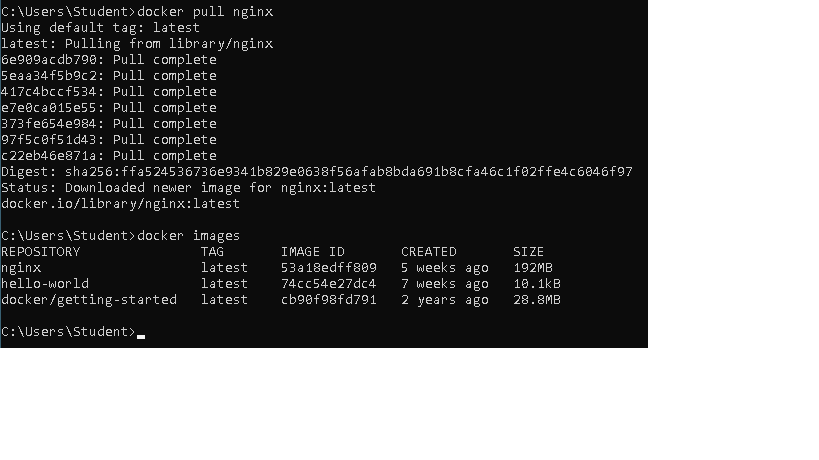 C:\Users\Student>docker pull nginx
Using default tag: latest
latest: Pulling from library/nginx
6e909acdb790: Pull complete
5eaa34f5b9c2: Pull complete
417c4bccf534: Pull complete
e7e0ca015e55: Pull complete
373fe654e984: Pull complete
97f5c0f51d43: Pull complete
c22eb46e871a: Pull complete
Digest: sha256:ffa524536736e9341b829e0638f56afab8bda691b8cfa46c1f02ffe4c6046f97
Status: Downloaded newer image for nginx:latest
docker.io/library/nginx:latest
C:\Users\Student>docker images
REPOSITORY TAG IMAGE ID CREATED SIZE
nginx latest 53a18edff809 5 weeks ago 192MB
hello-world latest 74cc54e27dc4 7 weeks ago 10.1kB
docker/getting-started latest cb90f98fd791 2 years ago 28.8MB
C:\Users\Student>